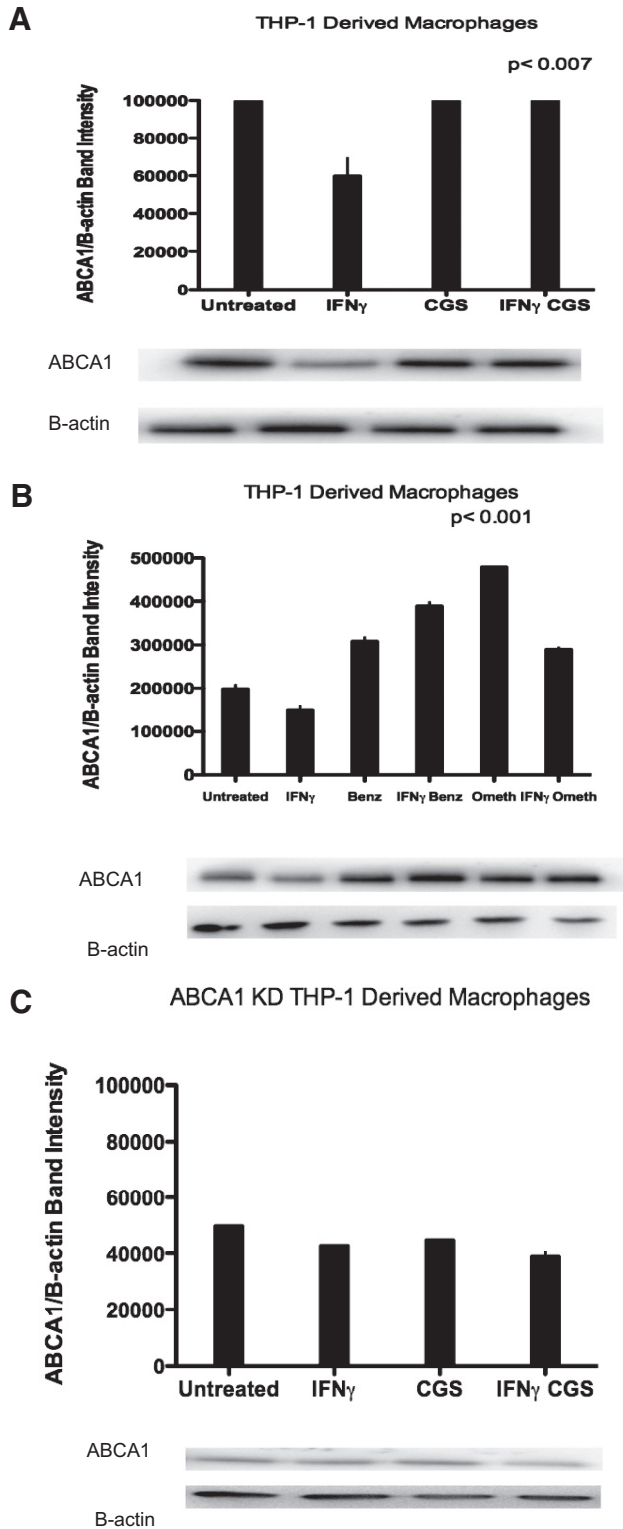 A
THP-1 Derived Macrophages
p< 0.007
ABCA1/B-actin Band Intensity
100000
80000
60000
40000
20000
0
Untreated IFNγ CGS IFNγ CGS
ABCA1
B-actin
B
THP-1 Derived Macrophages
p< 0.001
ABCA1/B-actin Band Intensity
500000
400000
300000
200000
100000
0
Untreated IFNγ Benz IFNγ Benz Ometh IFNγ Ometh
ABCA1
B-actin
C
ABCA1 KD THP-1 Derived Macrophages
ABCA1/B-actin Band Intensity
100000
80000
60000
40000
20000
0
Untreated IFNγ CGS IFNγ CGS
ABCA1
B-actin